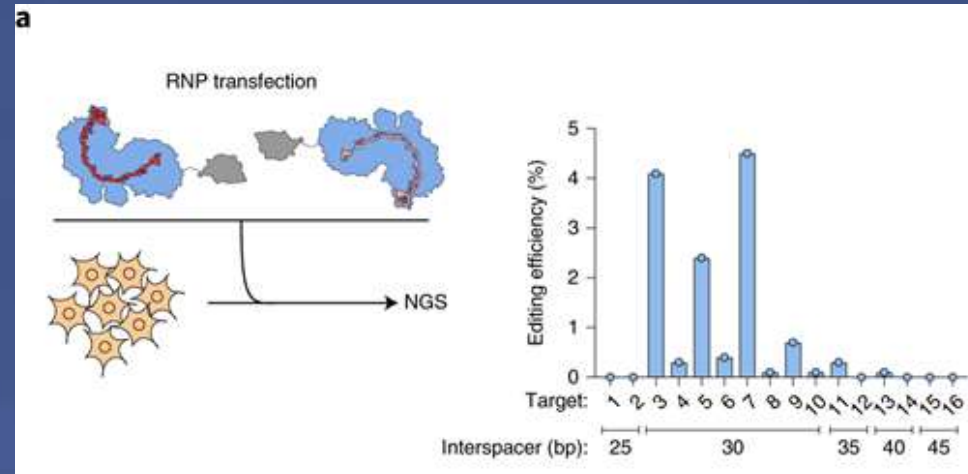 a
RNP transfection
NGS
Editing efficiency (%)
5
4
3
2
1
0
Target: 1 2 3 4 5 6 7 8 9 10 11 12 13 14 15 16
Interspacer (bp): 25 30 35 40 45